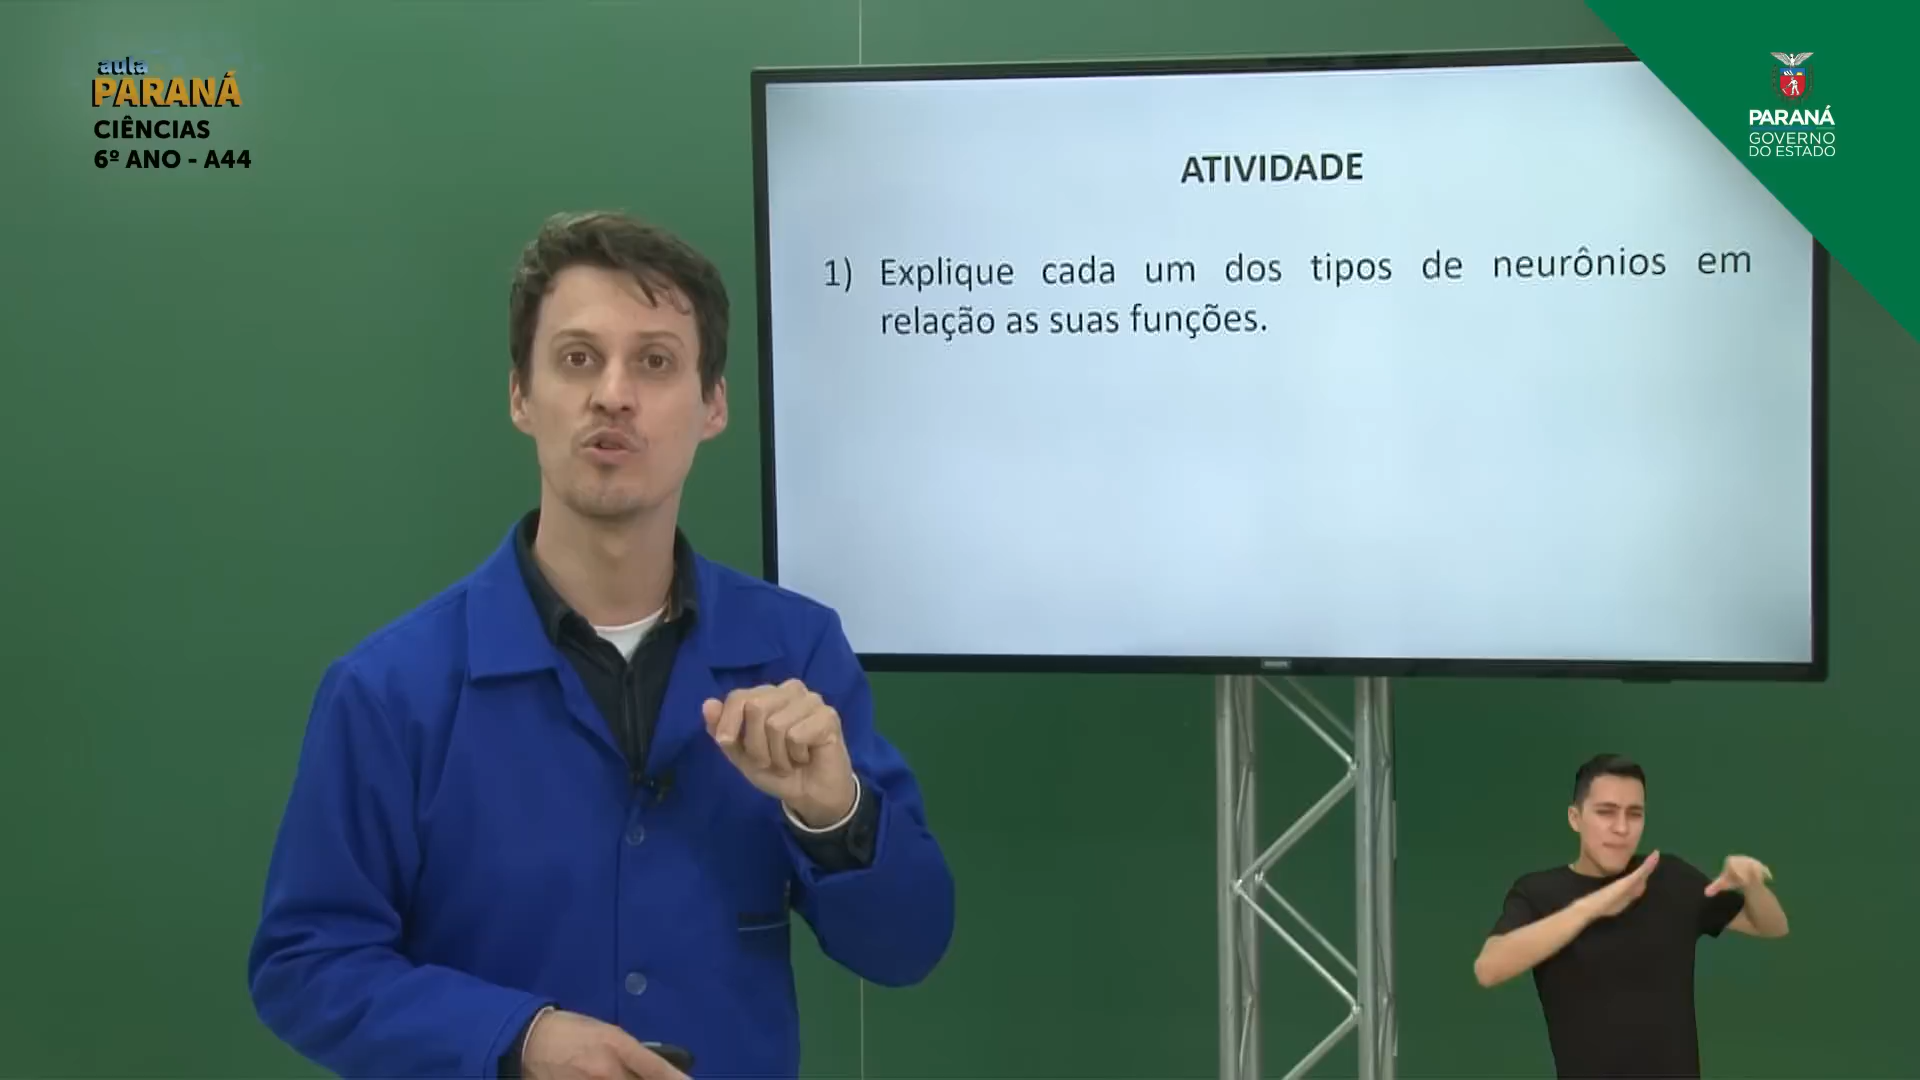 aula
PARANÁ
CIÊNCIAS
6º ANO - A44
PARANÁ
GOVERNO
DO ESTADO
ATIVIDADE
1) Explique cada um dos tipos de neurônios em
relação as suas funções.